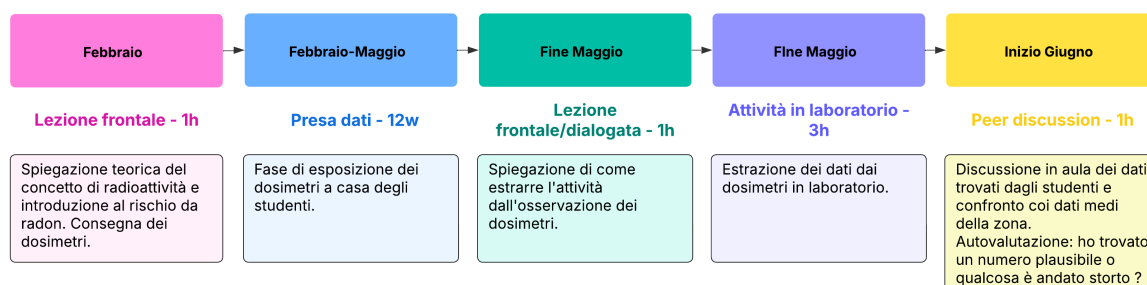 Febbraio
Febbraio-Maggio
Fine Maggio
FIne Maggio
Inizio Giugno
Lezione frontale - 1h
Presa dati - 12w
Lezione
frontale/dialogata - 1h
Attività in laboratorio -
3h
Peer discussion - 1h
Spiegazione teorica del
concetto di radioattività e
introduzione al rischio da
radon. Consegna dei
dosimetri.
Fase di esposizione dei
dosimetri a casa degli
studenti.
Spiegazione di come
estrarre l'attività
dall'osservazione dei
dosimetri.
Estrazione dei dati dai
dosimetri in laboratorio.
Discussione in aula dei dati
trovati dagli studenti e
confronto coi dati medi
della zona.
Autovalutazione: ho trovato
un numero plausibile o
qualcosa è andato storto ?